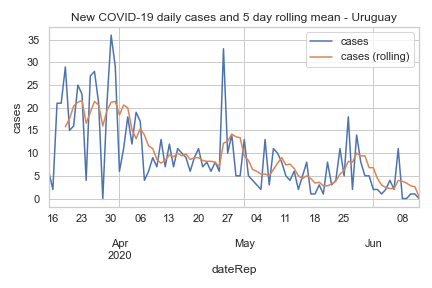 New COVID-19 daily cases and 5 day rolling mean - Uruguay
cases
cases (rolling)
cases
35
30
25
20
15
10
5
0
16 23 30 06 13 20 27 04 11 18 25 08
Apr May Jun
2020
dateRep